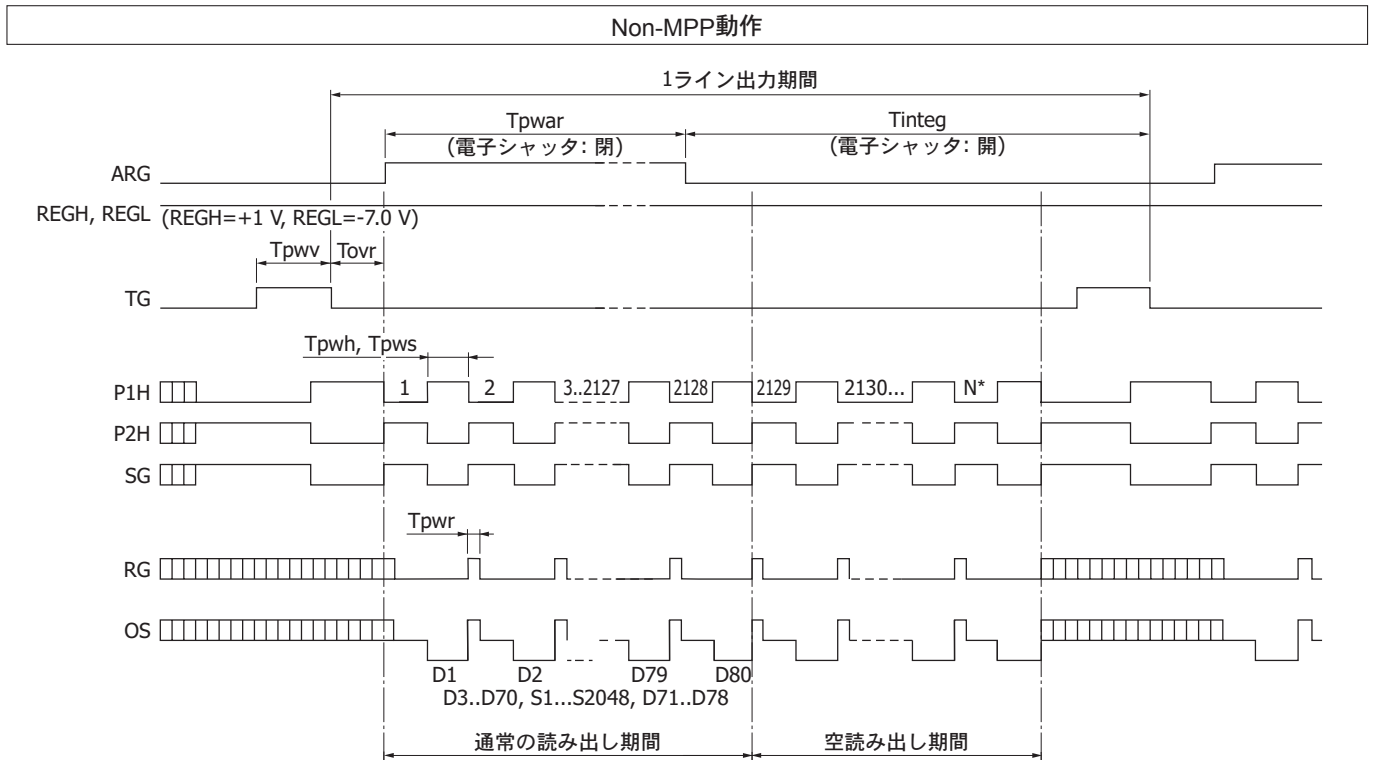 Non-MPP動作
1ライン出力期間
Tpwar
Tinteg
(電子シャッタ: 閉)
(電子シャッタ: 開)
ARG
REGH, REGL (REGH=+1 V, REGL=-7.0 V)
Tpwv
Tovr
TG
Tpwh, Tpws
P1H
1
2
3..2127
2128
2129
2130...
N*
P2H
SG
Tpwr
RG
OS
D1
D2
D79
D80
D3..D70, S1...S2048, D71..D78
通常の読み出し期間
空読み出し期間